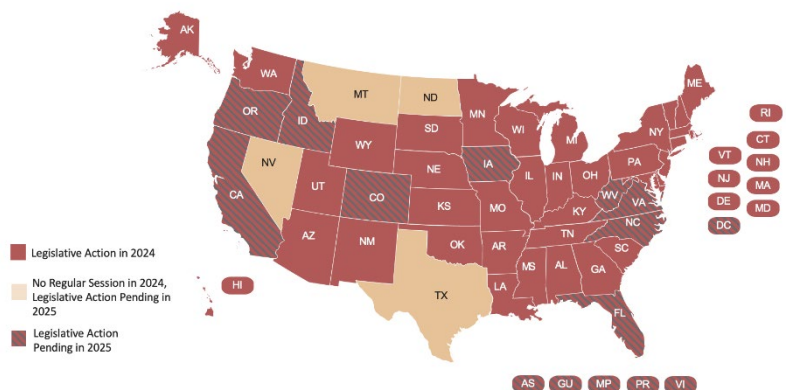 AK
WA
ME
MT
ND
OR
MN
RI
ID
SD
WI
NY
CT
WY
MI
VT
NH
NV
NE
IA
PA
IL
IN
OH
NJ
MA
CA
UT
CO
KS
MO
KY
WV
VA
DE
MD
NC
DC
TN
AZ
NM
OK
AR
SC
MS
AL
GA
Legislative Action in 2024
TX
LA
HI
No Regular Session in 2024,
Legislative Action Pending in
2025
FL
Legislative Action
Pending in 2025
AS
GU
MP
PR
VI